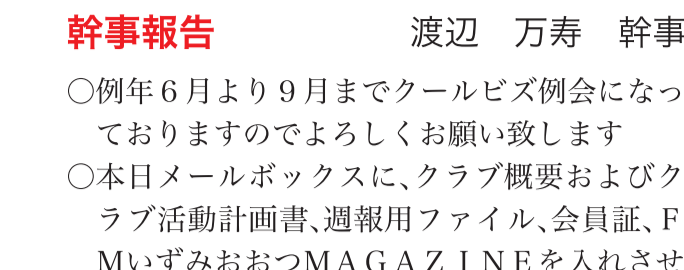 幹事報告　渡辺　万寿　幹事
〇例年６月より９月までクールビズ例会になっ
ておりますのでよろしくお願い致します
〇本日メールボックスに、クラブ概要およびク
ラブ活動計画書、週報用ファイル、会員証、Ｆ
ＭいずみおおつＭＡＧＡＺＩＮＥを入れさせ